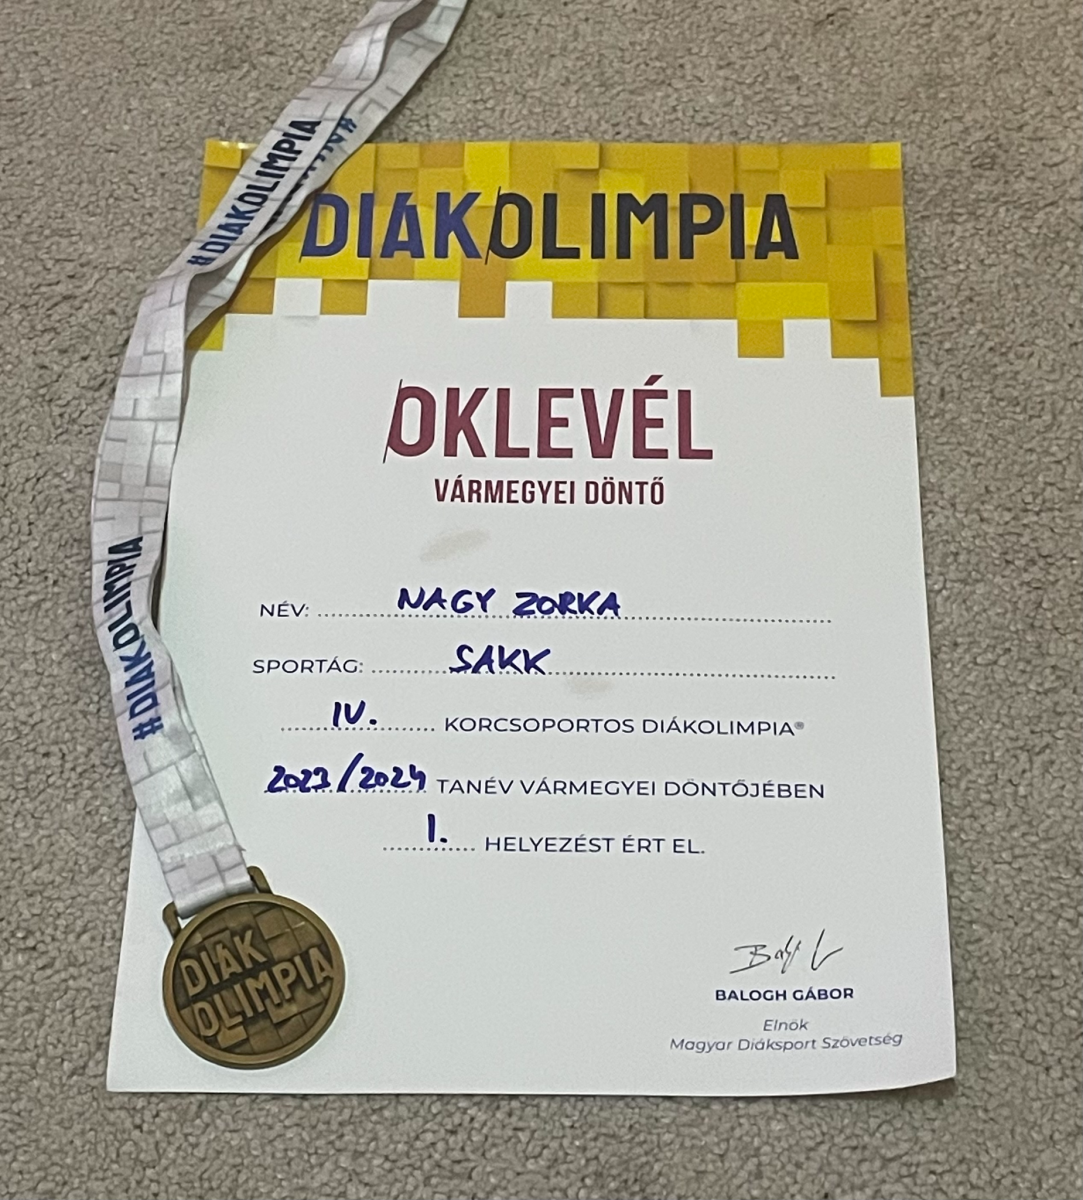 #DIÁKOLIMPIA
DIÁKOLIMPIA
OKLEVÉL
VÁRMEGYEI DÖNTŐ
NÉV: NAGY ZORKA
SPORTÁG: SAKK
IV. KORCSOPORTOS DIÁKOLIMPIA®
2023/2024 TANÉV VÁRMEGYEI DÖNTŐJÉBEN
I. HELYEZÉST ÉRT EL.
#DIÁKOLIMPIA
DIÁK
OLIMPIA
BALOGH GÁBOR
Elnök
Magyar Diáksport Szövetség